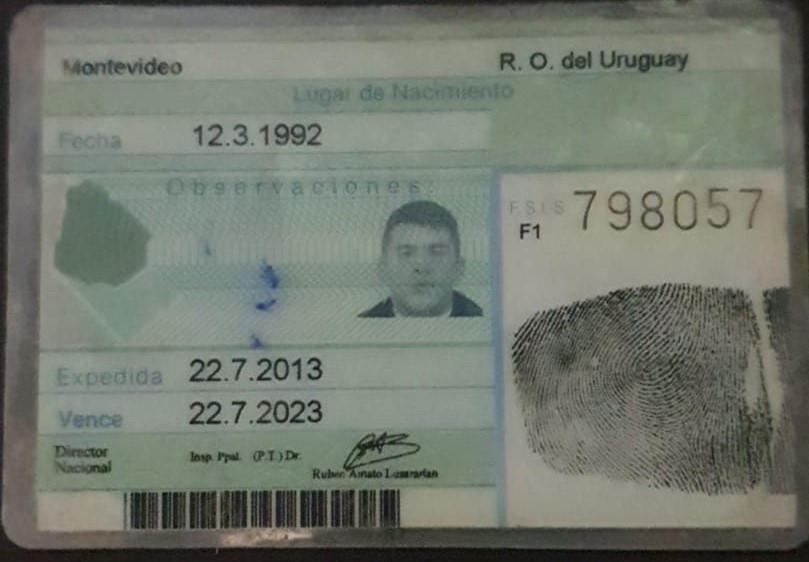 Montevideo R. O. del Uruguay
Lugar de Nacimiento
Fecha 12.3.1992
Observaciones:
FSIS 798057
F1
Expedida 22.7.2013
Vence 22.7.2023
Director
Nacional Insp. Ppal. (P.T.) Dr.
Ruben Amato Lusararian